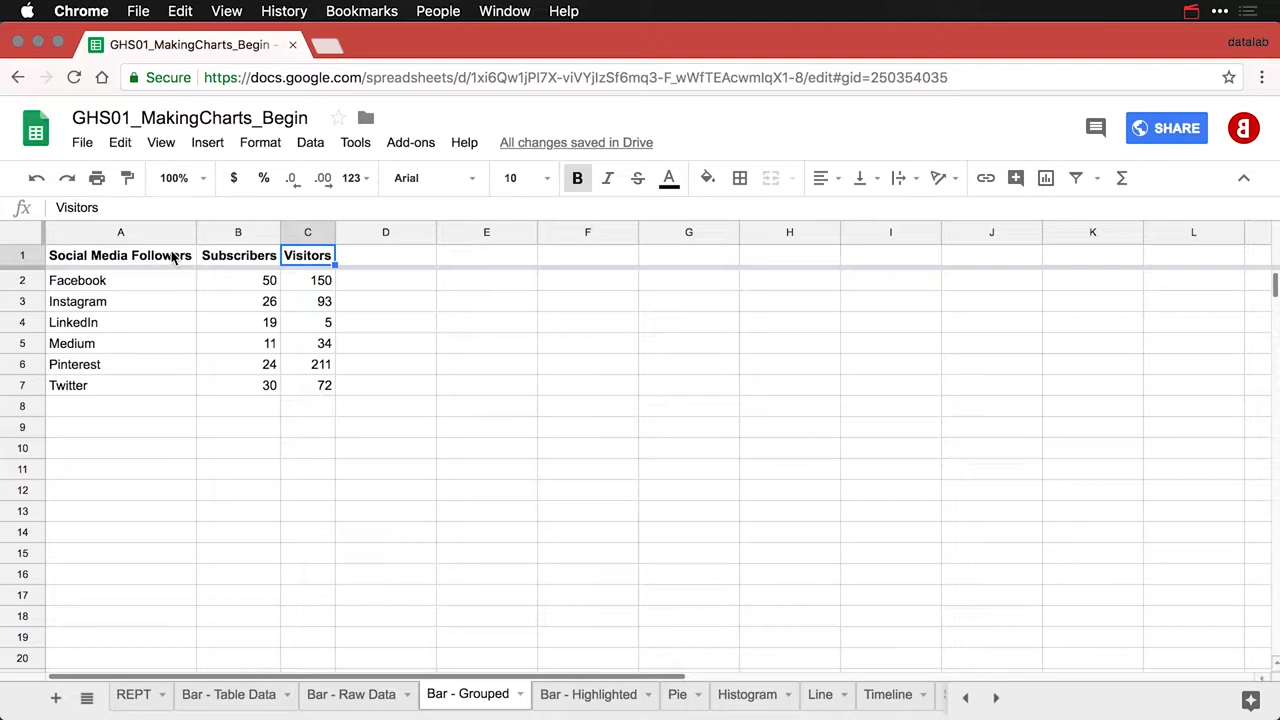 Chrome File Edit View History Bookmarks People Window Help
GHS01_MakingCharts_Begin - × datalab
Secure https://docs.google.com/spreadsheets/d/1xi6Qw1jPI7X-viVYjIzSf6mq3-F_wWfTEAcwmIqX1-8/edit#gid=250354035
GHS01_MakingCharts_Begin
SHARE
File Edit View Insert Format Data Tools Add-ons Help All changes saved in Drive
100% $ % .0 .00 123 Arial 10 B I S A Σ
fx Visitors
A B C D E F G H I J K L
1 Social Media Followers Subscribers Visitors
2 Facebook 50 150
3 Instagram 26 93
4 LinkedIn 19 5
5 Medium 11 34
6 Pinterest 24 211
7 Twitter 30 72
8
9
10
11
12
13
14
15
16
17
18
19
20
+ REPT Bar - Table Data Bar - Raw Data Bar - Grouped Bar - Highlighted Pie Histogram Line Timeline